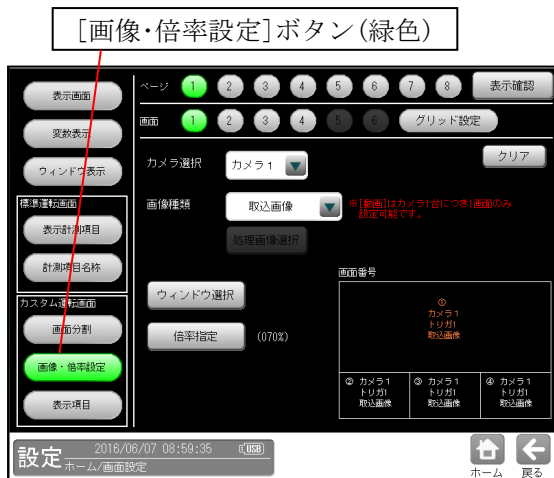 [画像・倍率設定]ボタン(緑色)
表示画面
変数表示
ウィンドウ表示
標準運転画面
表示計測項目
計測項目名称
カスタム運転画面
画面分割
画像・倍率設定
表示項目
ページ 1 2 3 4 5 6 7 8 表示確認
画面 1 2 3 4 5 6 グリッド設定
カメラ選択 カメラ1 クリア
画像種類 取込画像 ※[動画]はカメラ1台につき1画面のみ
設定可能です。
処理画像選択
ウィンドウ選択
倍率指定 (070%)
画面番号
①
カメラ1
トリガ1
取込画像
② カメラ1 ③ カメラ1 ④ カメラ1
トリガ1 トリガ1 トリガ1
取込画像 取込画像 取込画像
設定 2016/06/07 08:59:35 USB
ホーム/画面設定
ホーム 戻る